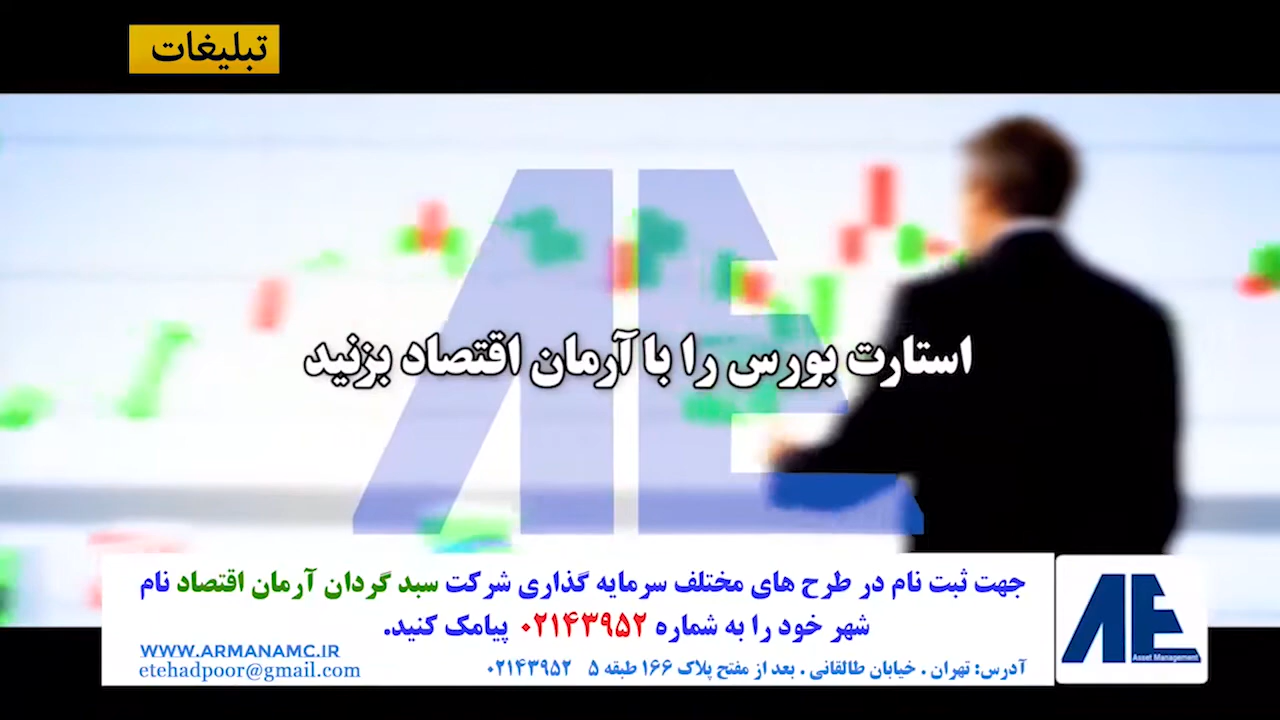 تبلیغات
استارت بورس را با آرمان اقتصاد بزنید
جهت ثبت نام در طرح های مختلف سرمایه گذاری شرکت سبد گردان آرمان اقتصاد نام
شهر خود را به شماره ۰۲۱۴۳۹۵۲ پیامک کنید.
آدرس: تهران . خیابان طالقانی . بعد از مفتح پلاک ۱۶۶ طبقه ۵ ۰۲۱۴۳۹۵۲
WWW.ARMANAMC.IR
etehadpoor@gmail.com
AE
Asset Management